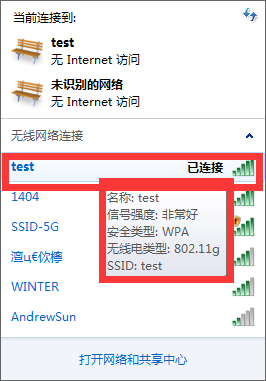 当前连接到:
test
无 Internet 访问
未识别的网络
无 Internet 访问
无线网络连接
test 已连接
1404
名称: test
信号强度: 非常好
安全类型: WPA
无线电类型: 802.11g
SSID: test
SSID-5G
渲ц€佽櫄
WINTER
AndrewSun
打开网络和共享中心